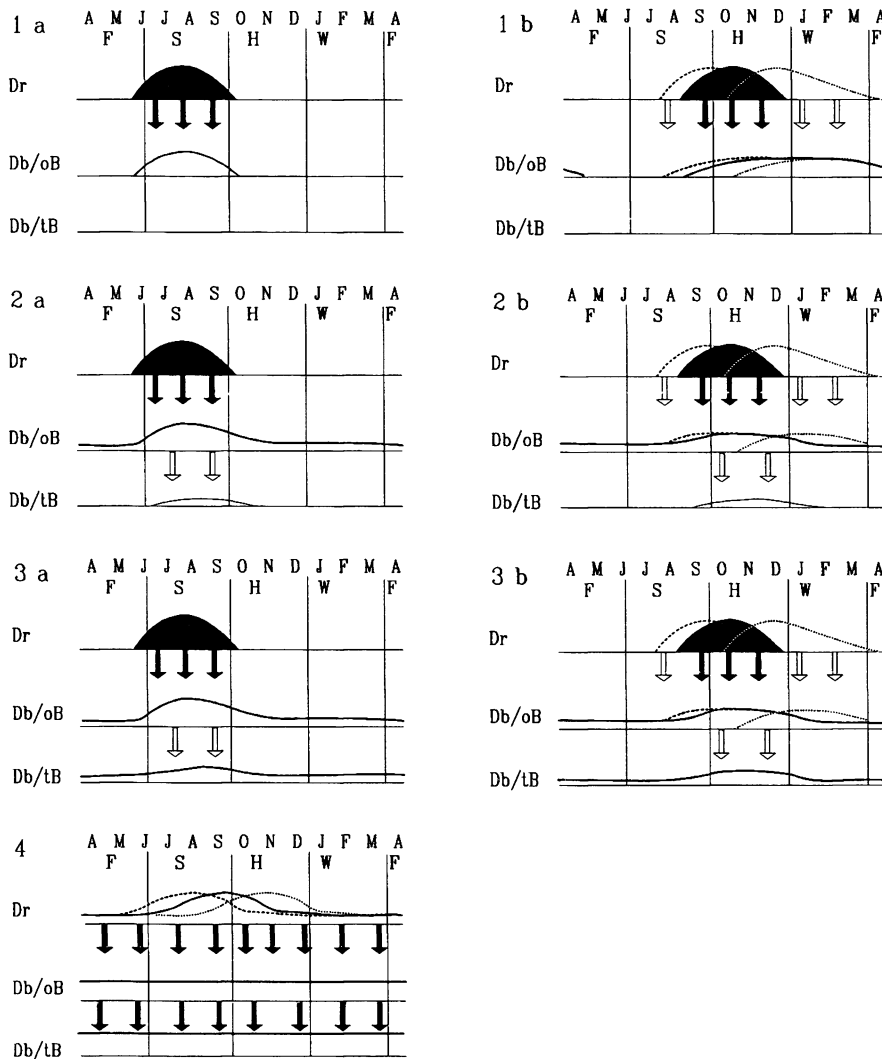 1 a
A M J J A S O N D J F M A
F S H W F
Dr
Db/oB
Db/tB
1 b
A M J J A S O N D J F M A
F S H W F
Dr
Db/oB
Db/tB
2 a
A M J J A S O N D J F M A
F S H W F
Dr
Db/oB
Db/tB
2 b
A M J J A S O N D J F M A
F S H W F
Dr
Db/oB
Db/tB
3 a
A M J J A S O N D J F M A
F S H W F
Dr
Db/oB
Db/tB
3 b
A M J J A S O N D J F M A
F S H W F
Dr
Db/oB
Db/tB
4
A M J J A S O N D J F M A
F S H W F
Dr
Db/oB
Db/tB